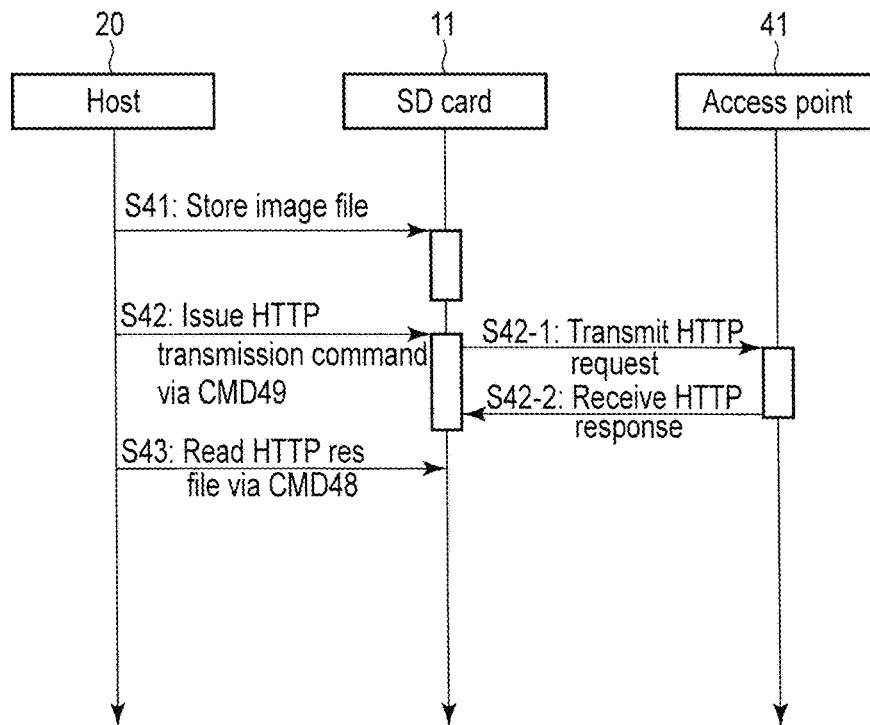 20
11
41
Host
SD card
Access point
S41: Store image file
S42: Issue HTTP
transmission command
via CMD49
S42-1: Transmit HTTP
request
S42-2: Receive HTTP
response
S43: Read HTTP res
file via CMD48